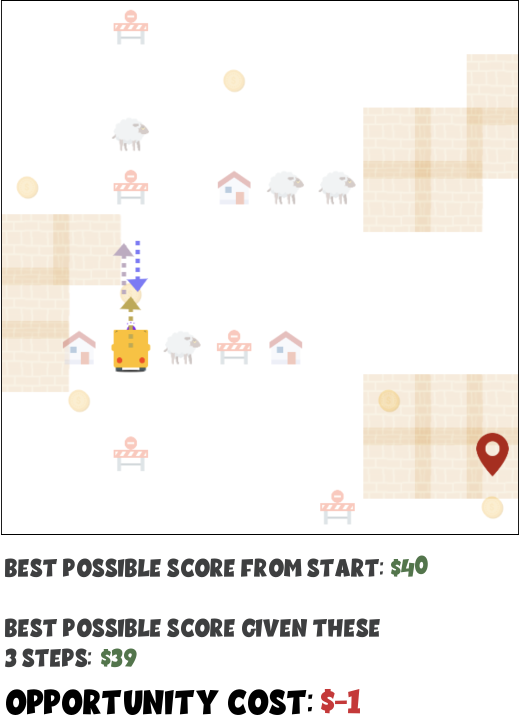 BEST POSSIBLE SCORE FROM START: $40
BEST POSSIBLE SCORE GIVEN THESE
3 STEPS: $39
OPPORTUNITY COST: $-1